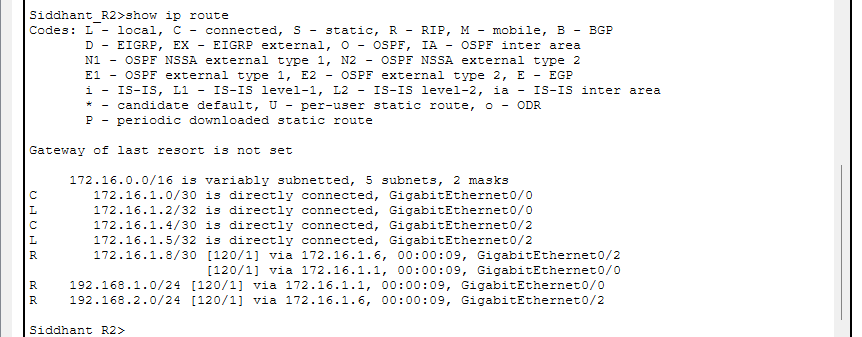 Siddhant_R2>show ip route
Codes: L - local, C - connected, S - static, R - RIP, M - mobile, B - BGP
       D - EIGRP, EX - EIGRP external, O - OSPF, IA - OSPF inter area
       N1 - OSPF NSSA external type 1, N2 - OSPF NSSA external type 2
       E1 - OSPF external type 1, E2 - OSPF external type 2, E - EGP
       i - IS-IS, L1 - IS-IS level-1, L2 - IS-IS level-2, ia - IS-IS inter area
       * - candidate default, U - per-user static route, o - ODR
       P - periodic downloaded static route
Gateway of last resort is not set
     172.16.0.0/16 is variably subnetted, 5 subnets, 2 masks
C       172.16.1.0/30 is directly connected, GigabitEthernet0/0
L       172.16.1.2/32 is directly connected, GigabitEthernet0/0
C       172.16.1.4/30 is directly connected, GigabitEthernet0/2
L       172.16.1.5/32 is directly connected, GigabitEthernet0/2
R       172.16.1.8/30 [120/1] via 172.16.1.6, 00:00:09, GigabitEthernet0/2
                      [120/1] via 172.16.1.1, 00:00:09, GigabitEthernet0/0
R    192.168.1.0/24 [120/1] via 172.16.1.1, 00:00:09, GigabitEthernet0/0
R    192.168.2.0/24 [120/1] via 172.16.1.6, 00:00:09, GigabitEthernet0/2
Siddhant R2>